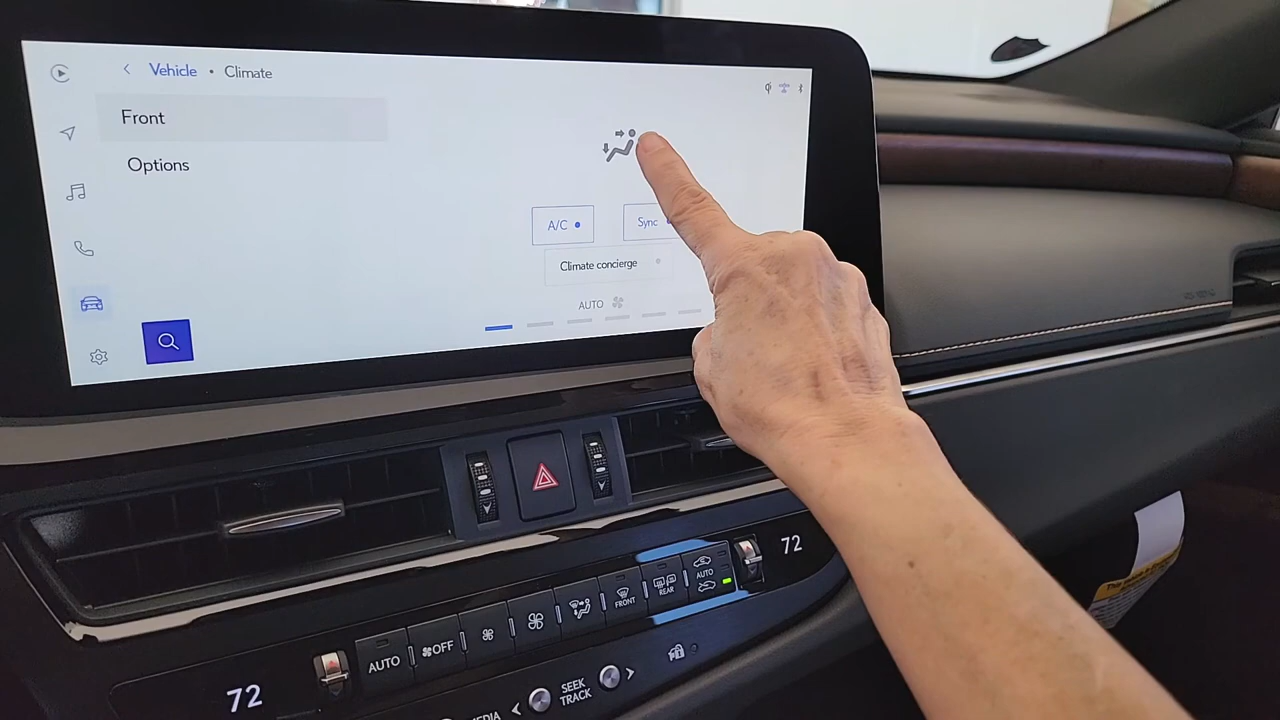 Vehicle • Climate
Front
Options
A/C
Sync
Climate concierge
AUTO
AUTO
FRONT
REAR
72
AUTO
OFF
SEEK
TRACK
72